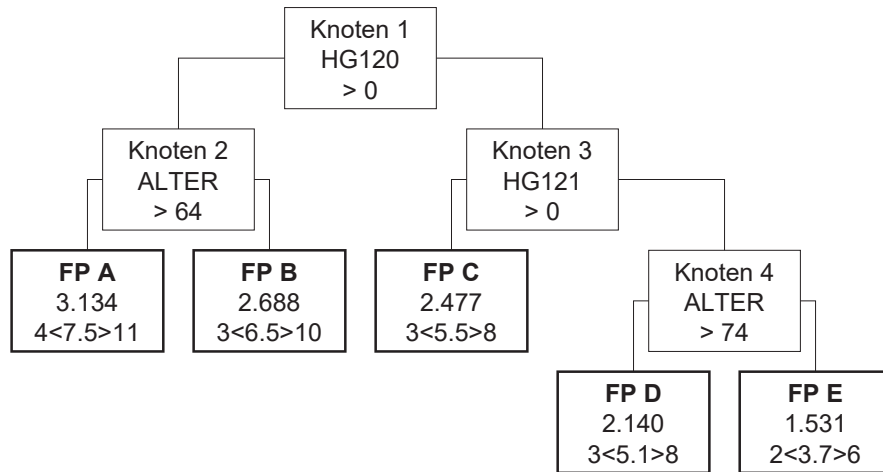 Knoten 1
HG120
> 0
Knoten 2
ALTER
> 64
Knoten 3
HG121
> 0
FP A
3.134
4<7.5>11
FP B
2.688
3<6.5>10
FP C
2.477
3<5.5>8
Knoten 4
ALTER
> 74
FP D
2.140
3<5.1>8
FP E
1.531
2<3.7>6